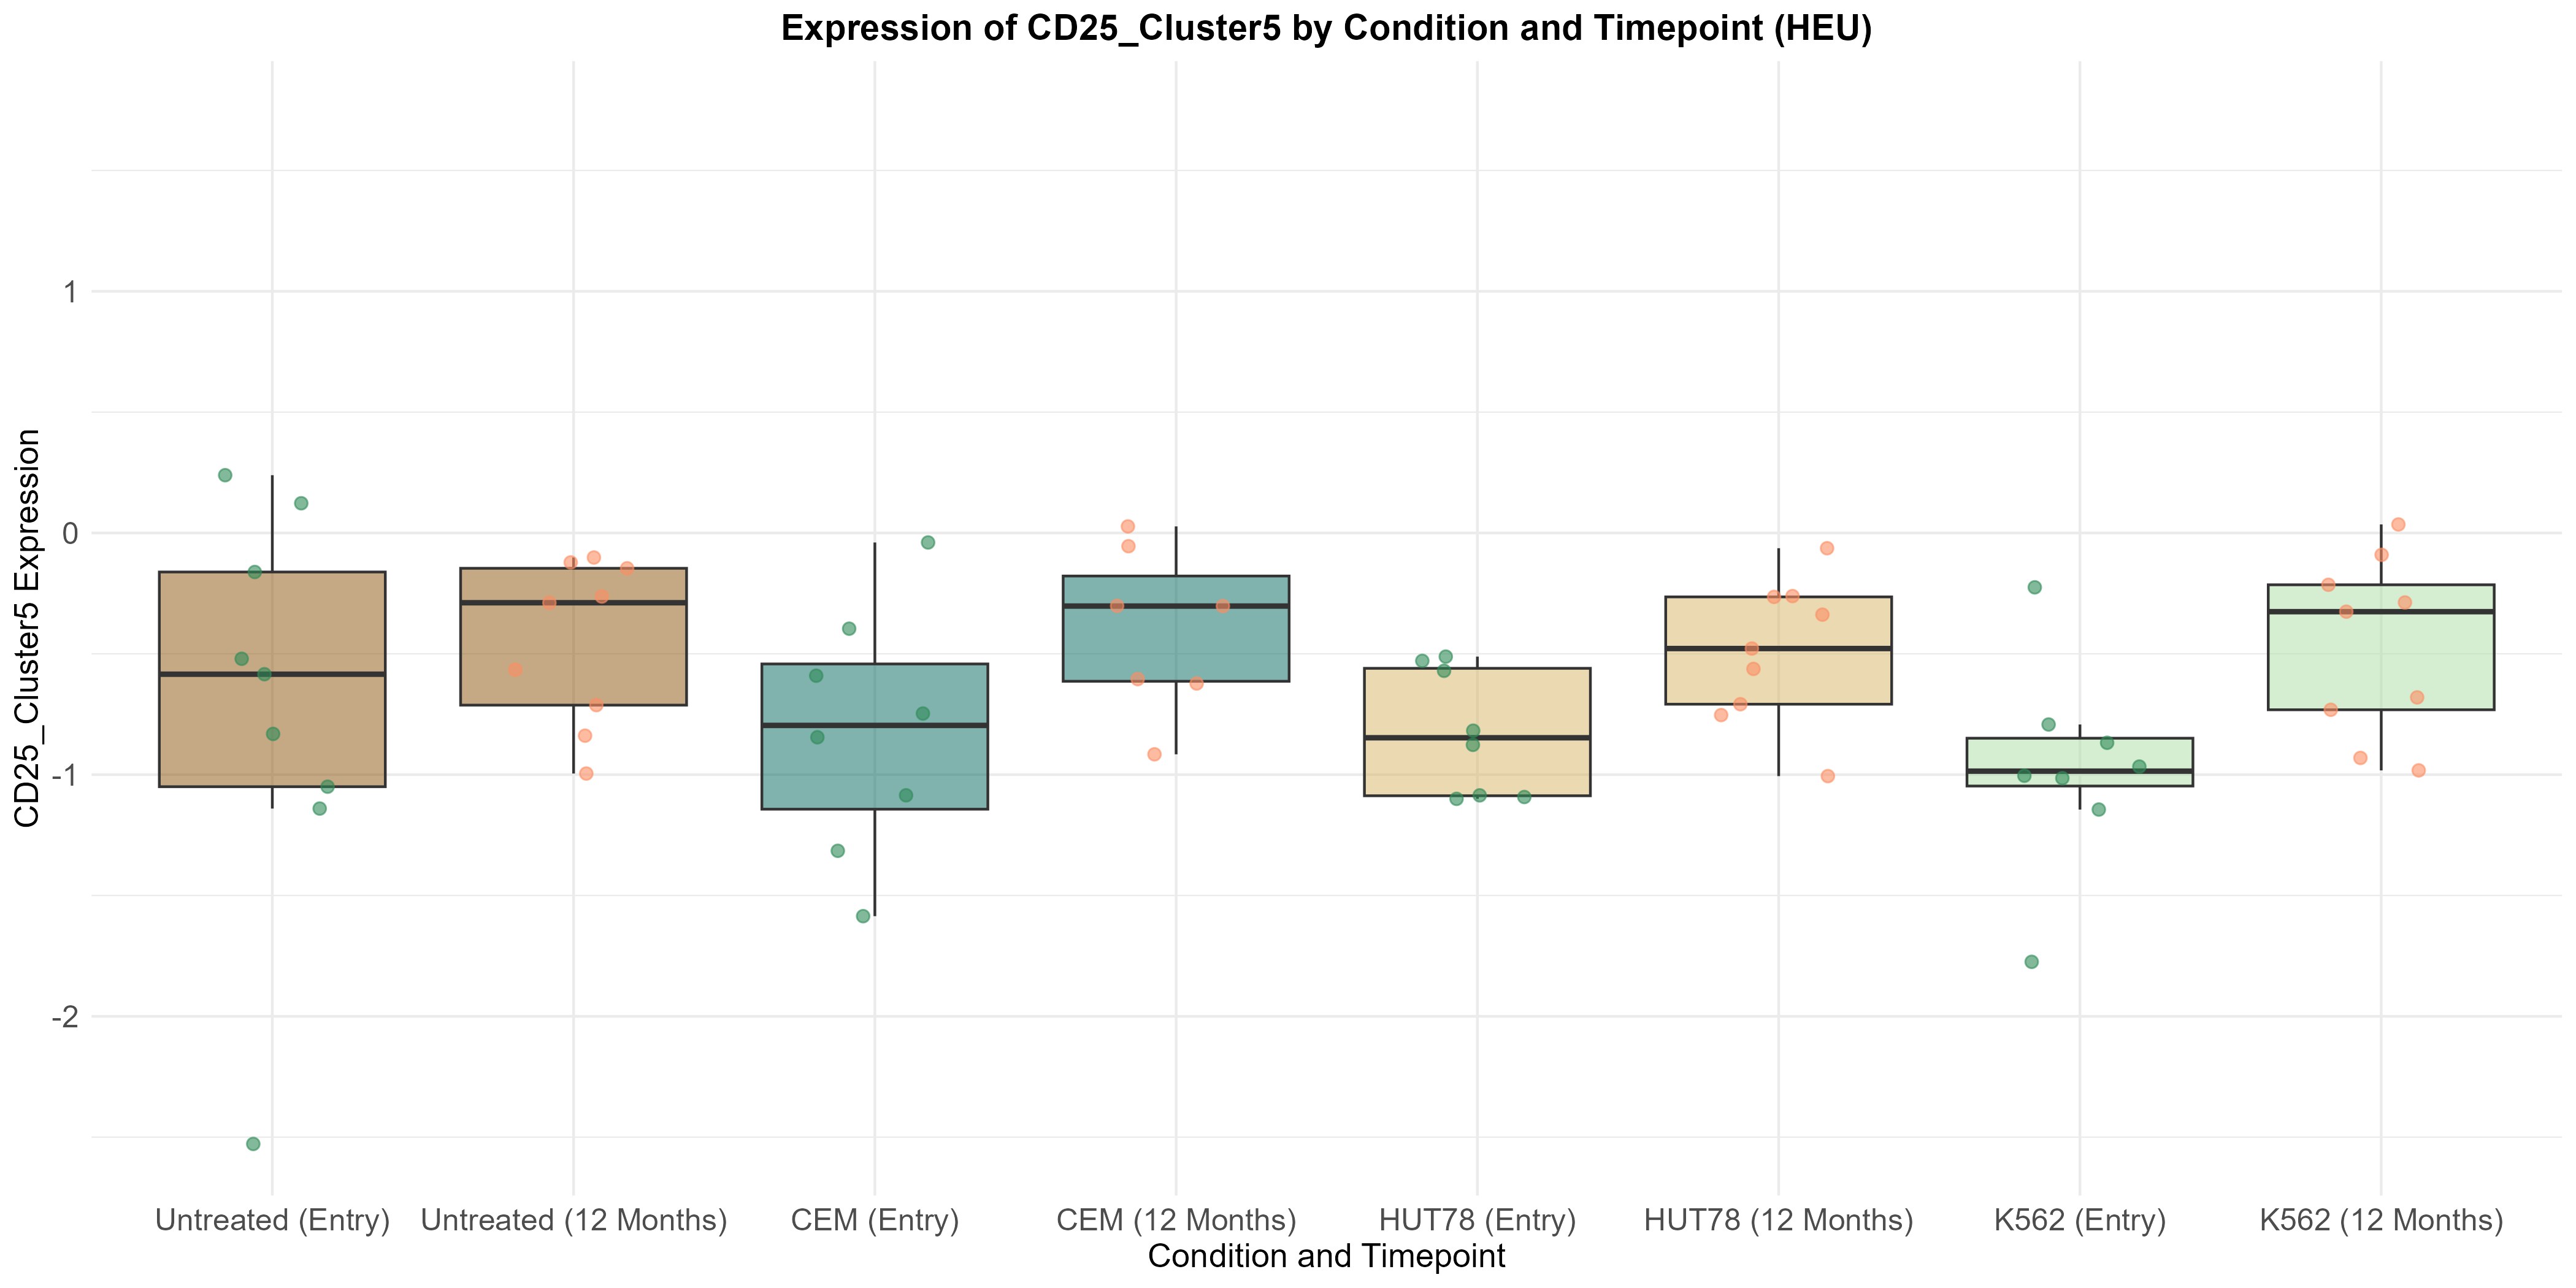 Expression of CD25_Cluster5 by Condition and Timepoint (HEU)
CD25_Cluster5 Expression
1
0
-1
-2
Untreated (Entry)
Untreated (12 Months)
CEM (Entry)
CEM (12 Months)
HUT78 (Entry)
HUT78 (12 Months)
K562 (Entry)
K562 (12 Months)
Condition and Timepoint